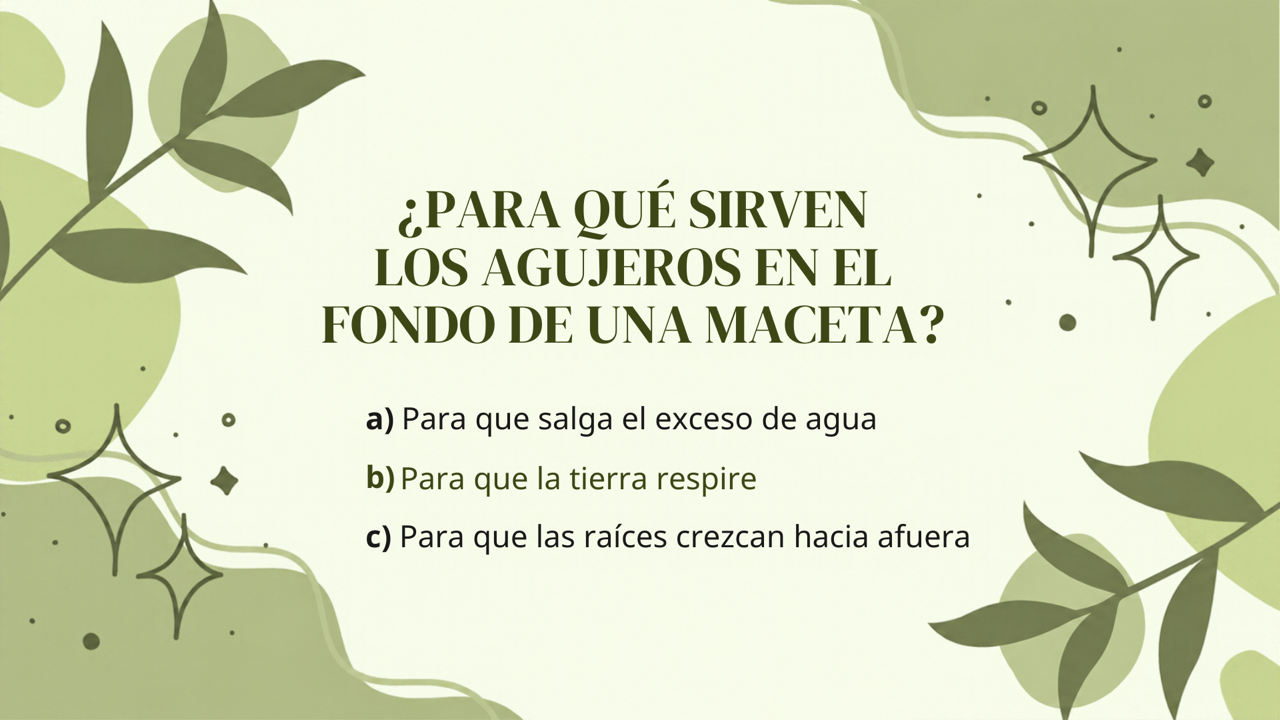 ¿PARA QUÉ SIRVEN
LOS AGUJEROS EN EL
FONDO DE UNA MACETA?
a) Para que salga el exceso de agua
b) Para que la tierra respire
c) Para que las raíces crezcan hacia afuera